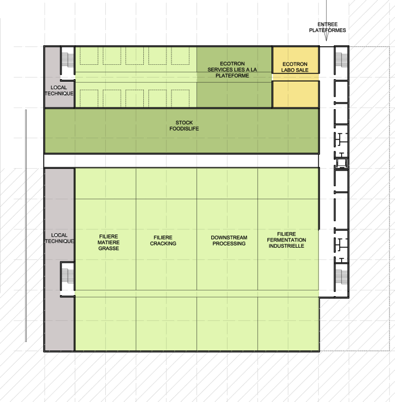 ENTREE
PLATEFORMES
ECOTRON
SERVICES LIES A LA
PLATEFORME
ECOTRON
LABO SALE
LOCAL
TECHNIQUE
STOCK
FOODISLIFE
LOCAL
TECHNIQUE
FILIERE
MATIERE
GRASSE
FILIERE
CRACKING
DOWNSTREAM
PROCESSING
FILIERE
FERMENTATION
INDUSTRIELLE